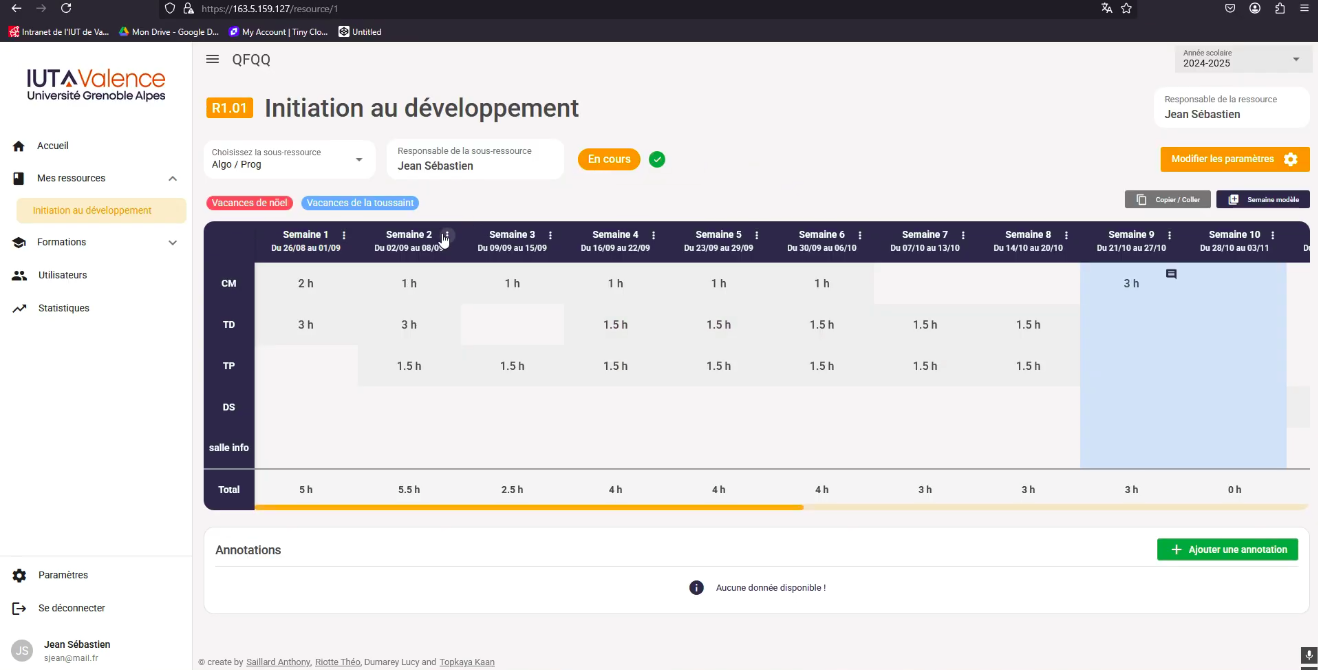 https://163.5.159.127/resource/1
Intranet de l'IUT de Va...
Mon Drive - Google D...
My Account | Tiny Clo...
Untitled
IUT Valence
Université Grenoble Alpes
QFQQ
Année scolaire
2024-2025
R1.01 Initiation au développement
Responsable de la ressource
Jean Sébastien
Accueil
Mes ressources
Initiation au développement
Formations
Utilisateurs
Statistiques
Choisissez la sous-ressource
Algo / Prog
Responsable de la sous-ressource
Jean Sébastien
En cours
Modifier les paramètres
Vacances de nöel
Vacances de la toussaint
Copier / Coller
Semaine modèle
Semaine 1 Semaine 2 Semaine 3 Semaine 4 Semaine 5 Semaine 6 Semaine 7 Semaine 8 Semaine 9 Semaine 10
Du 26/08 au 01/09 Du 02/09 au 08/09 Du 09/09 au 15/09 Du 16/09 au 22/09 Du 23/09 au 29/09 Du 30/09 au 06/10 Du 07/10 au 13/10 Du 14/10 au 20/10 Du 21/10 au 27/10 Du 28/10 au 03/11
CM 2 h 1 h 1 h 1 h 1 h 1 h 3 h
TD 3 h 3 h 1.5 h 1.5 h 1.5 h 1.5 h 1.5 h
TP 1.5 h 1.5 h 1.5 h 1.5 h 1.5 h 1.5 h 1.5 h
DS
salle info
Total 5 h 5.5 h 2.5 h 4 h 4 h 4 h 3 h 3 h 3 h 0 h
Annotations
+ Ajouter une annotation
Aucune donnée disponible !
Paramètres
Se déconnecter
JS
Jean Sébastien
sjean@mail.fr
© create by Saillard Anthony, Riotte Théo, Dumarey Lucy and Topkaya Kaan